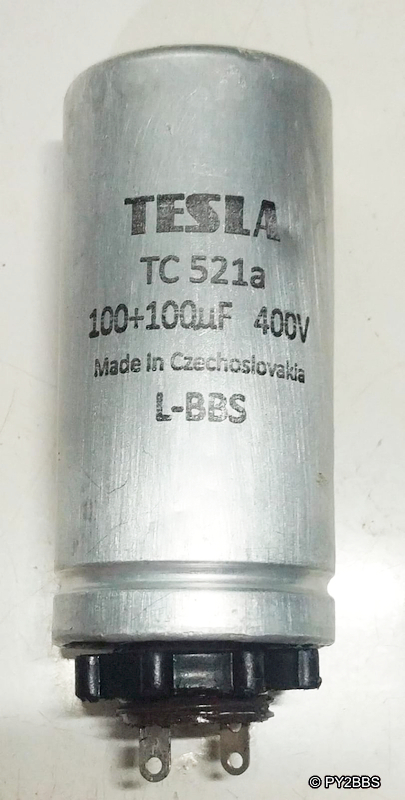 TESLA
TC 521a
100+100µF 400V
Made In Czechoslovakia
L-BBS
© PY2BBS